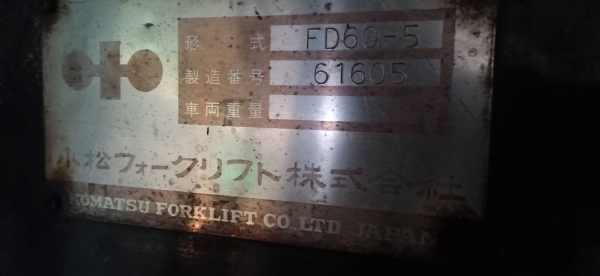 形式 FD60-5
製造番号 61605
車両重量
小松フォークリフト株式会社
KOMATSU FORKLIFT CO.,LTD. JAPAN